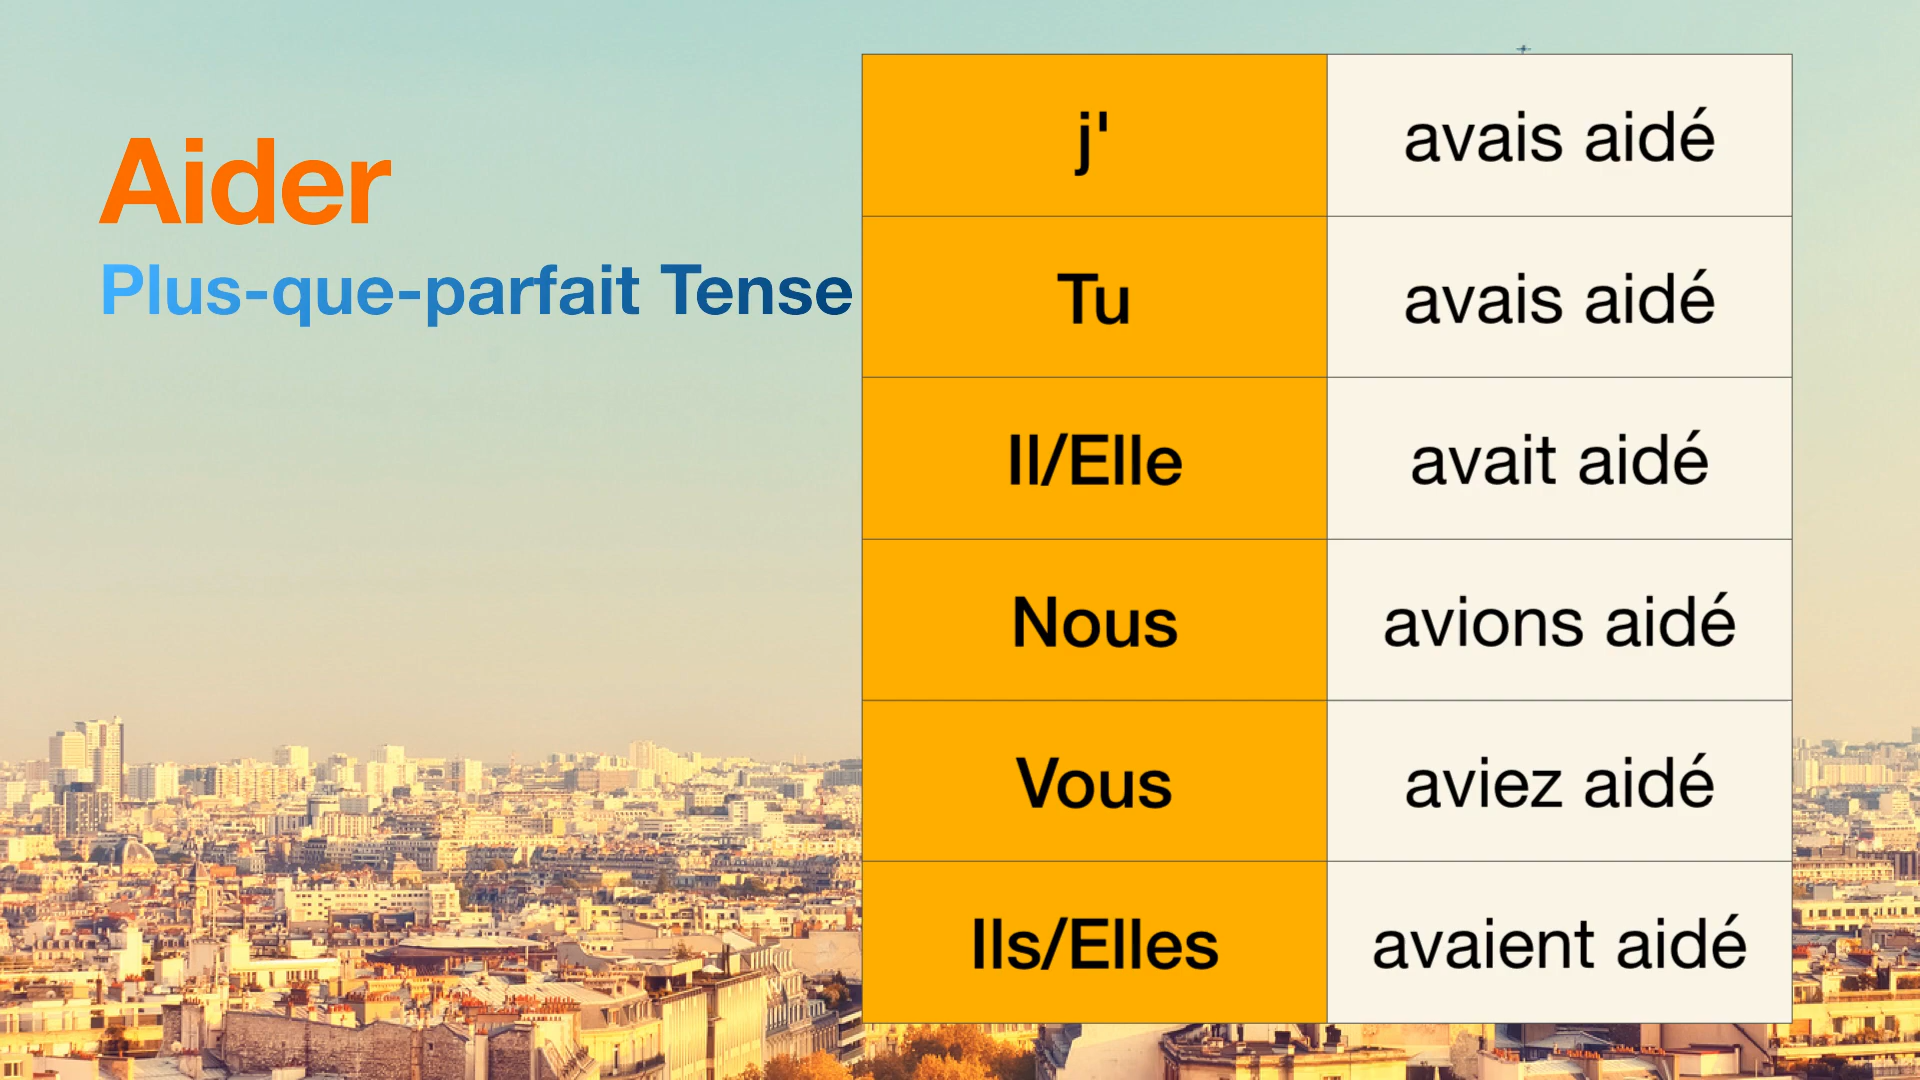 Aider
Plus-que-parfait Tense
j' avais aidé
Tu avais aidé
Il/Elle avait aidé
Nous avions aidé
Vous aviez aidé
Ils/Elles avaient aidé